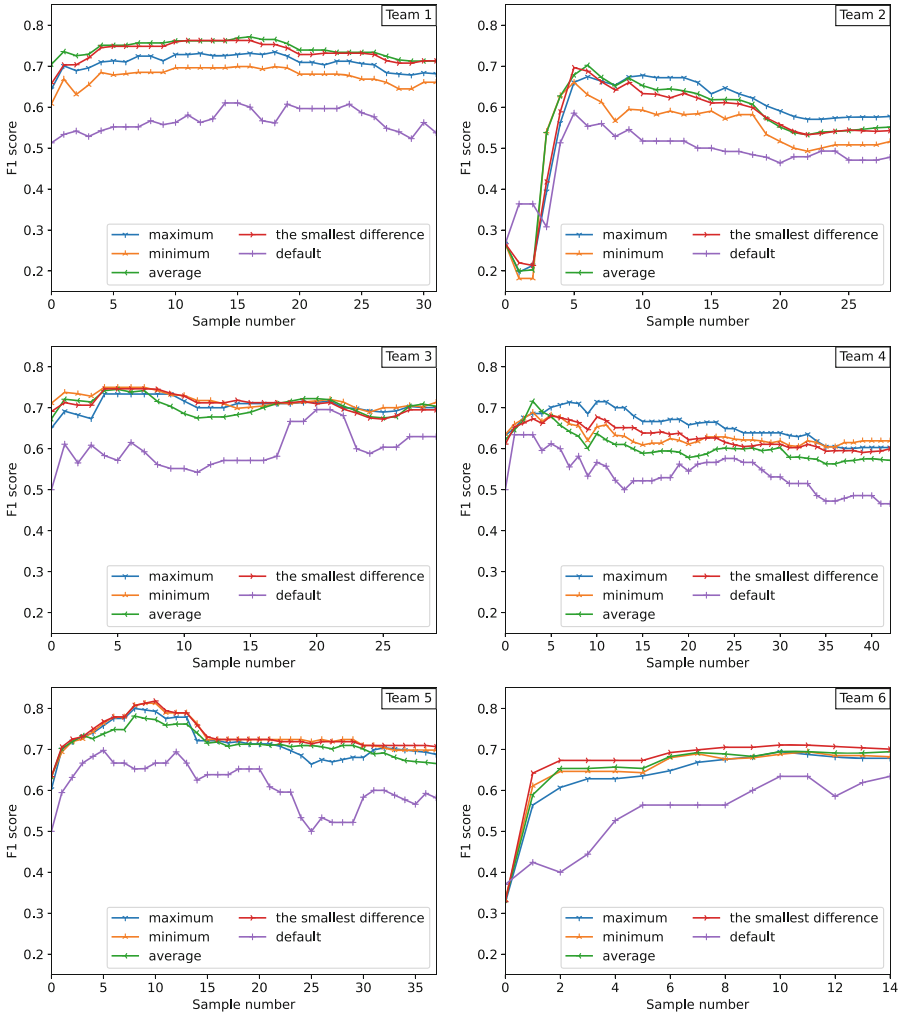 Team 1
0.8
0.7
0.6
0.5
0.4
0.3
0.2
F1 score
maximum
minimum
average
the smallest difference
default
0 5 10 15 20 25 30
Sample number
Team 2
0.8
0.7
0.6
0.5
0.4
0.3
0.2
F1 score
maximum
minimum
average
the smallest difference
default
0 5 10 15 20 25
Sample number
Team 3
0.8
0.7
0.6
0.5
0.4
0.3
0.2
F1 score
maximum
minimum
average
the smallest difference
default
0 5 10 15 20 25
Sample number
Team 4
0.8
0.7
0.6
0.5
0.4
0.3
0.2
F1 score
maximum
minimum
average
the smallest difference
default
0 5 10 15 20 25 30 35 40
Sample number
Team 5
0.8
0.7
0.6
0.5
0.4
0.3
0.2
F1 score
maximum
minimum
average
the smallest difference
default
0 5 10 15 20 25 30 35
Sample number
Team 6
0.8
0.7
0.6
0.5
0.4
0.3
0.2
F1 score
maximum
minimum
average
the smallest difference
default
0 2 4 6 8 10 12 14
Sample number